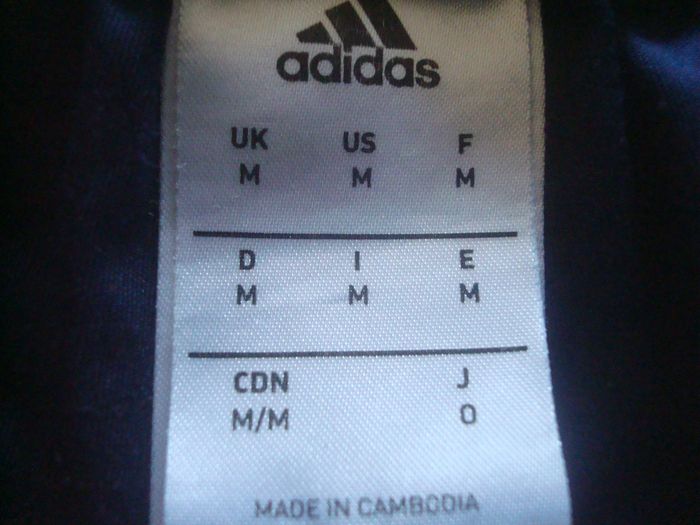 adidas
UK US F
M M M
D I E
M M M
CDN J
M/M O
MADE IN CAMBODIA